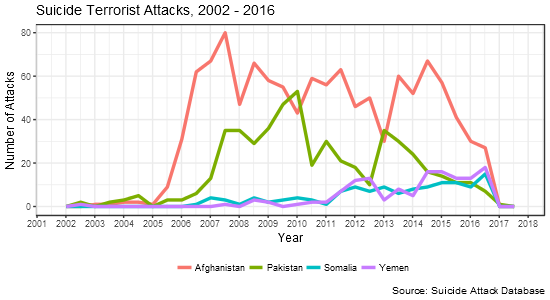 Suicide Terrorist Attacks, 2002 - 2016
Number of Attacks
80
60
40
20
0
2001 2002 2003 2004 2005 2006 2007 2008 2009 2010 2011 2012 2013 2014 2015 2016 2017 2018
Year
Afghanistan Pakistan Somalia Yemen
Source: Suicide Attack Database